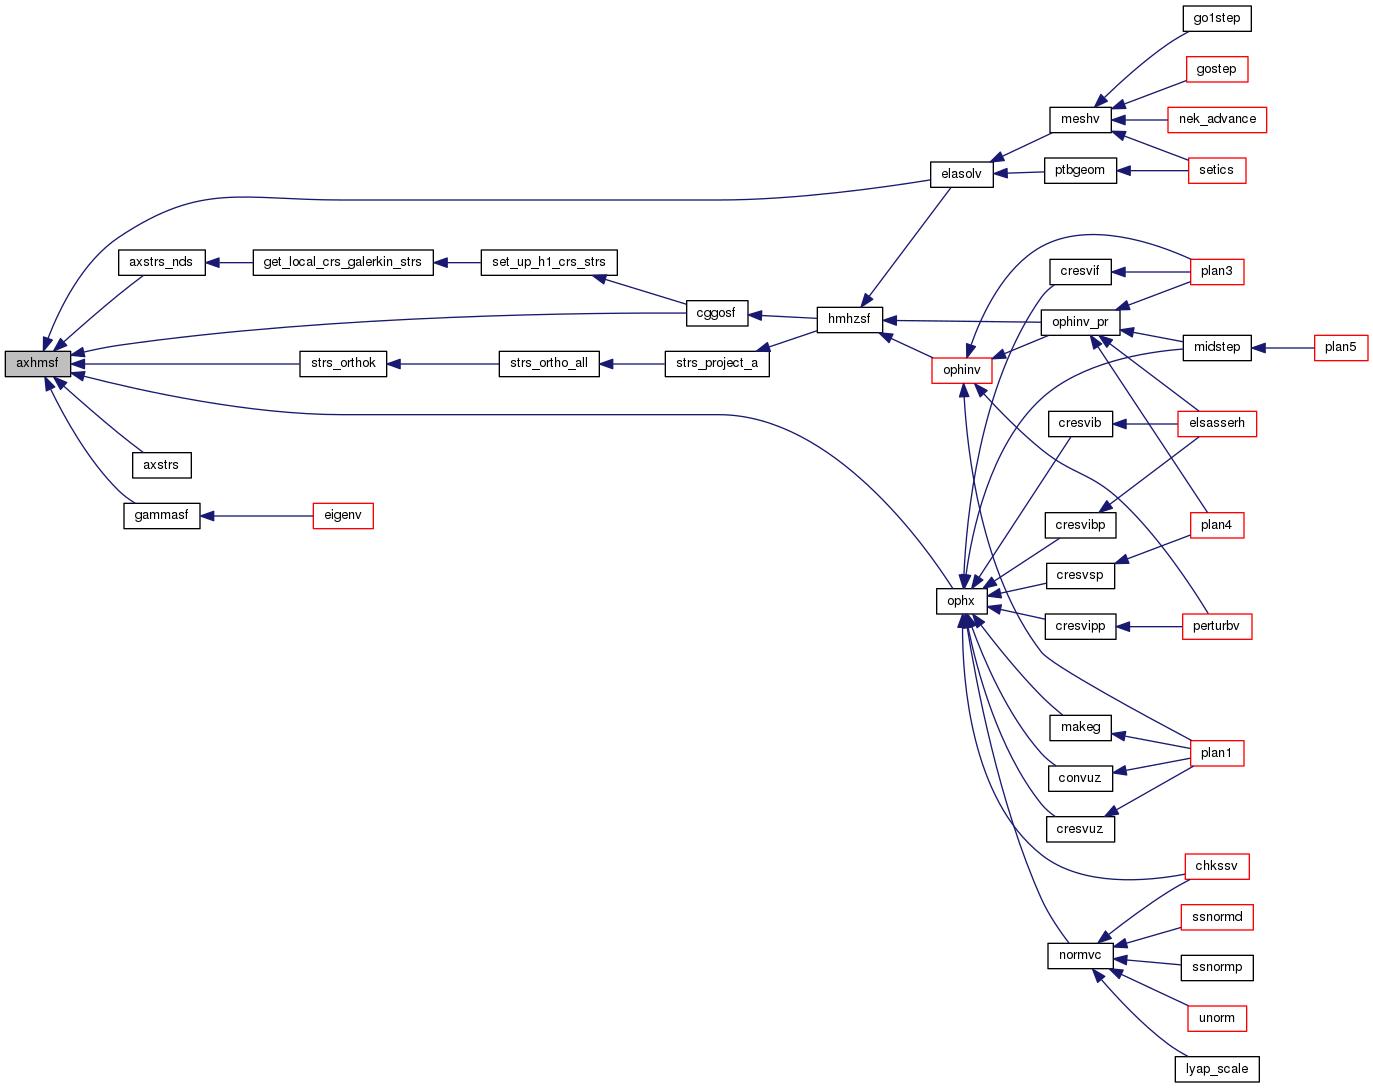 go1step
gostep
meshv
nek_advance
elasolv
ptbgeom
setics
axstrs_nds
get_local_crs_galerkin_strs
set_up_h1_crs_strs
cresvif
plan3
cggosf
hmhzsf
ophinv_pr
midstep
plan5
axhmsf
strs_orthok
strs_ortho_all
strs_project_a
ophinv
cresvib
elsasserh
axstrs
gammasf
eigenv
cresvibp
plan4
cresvsp
ophx
cresvipp
perturbv
makeg
plan1
convuz
cresvuz
chkssv
ssnormd
normvc
ssnormp
unorm
lyap_scale